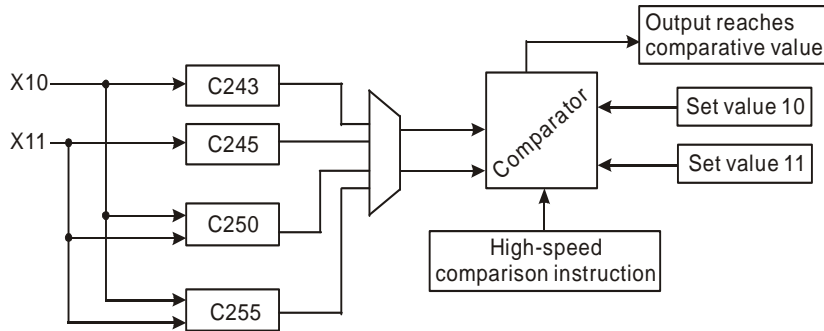 Output reaches
comparative value
X10
C243
Set value 10
X11
C245
Comparator
Set value 11
C250
High-speed
comparison instruction
C255